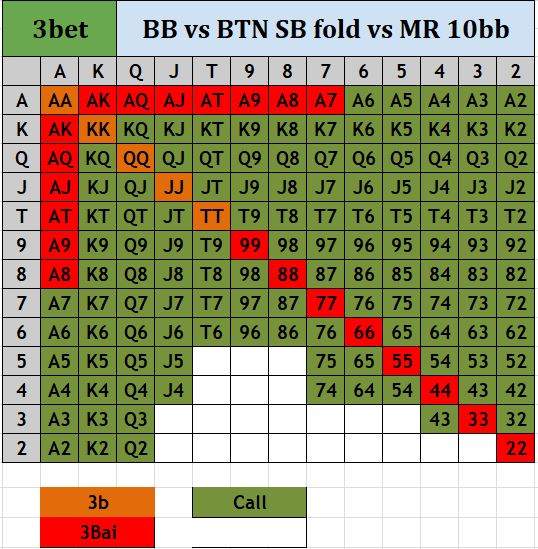 3bet BB vs BTN SB fold vs MR 10bb
A K Q J T 9 8 7 6 5 4 3 2
A AA AK AQ AJ AT A9 A8 A7 A6 A5 A4 A3 A2
K AK KK KQ KJ KT K9 K8 K7 K6 K5 K4 K3 K2
Q AQ KQ QQ QJ QT Q9 Q8 Q7 Q6 Q5 Q4 Q3 Q2
J AJ KJ QJ JJ JT J9 J8 J7 J6 J5 J4 J3 J2
T AT KT QT JT TT T9 T8 T7 T6 T5 T4 T3 T2
9 A9 K9 Q9 J9 T9 99 98 97 96 95 94 93 92
8 A8 K8 Q8 J8 T8 98 88 87 86 85 84 83 82
7 A7 K7 Q7 J7 T7 97 87 77 76 75 74 73 72
6 A6 K6 Q6 J6 T6 96 86 76 66 65 64 63 62
5 A5 K5 Q5 J5 75 65 55 54 53 52
4 A4 K4 Q4 J4 74 64 54 44 43 42
3 A3 K3 Q3 43 33 32
2 A2 K2 Q2 22
3b Call
3Bai